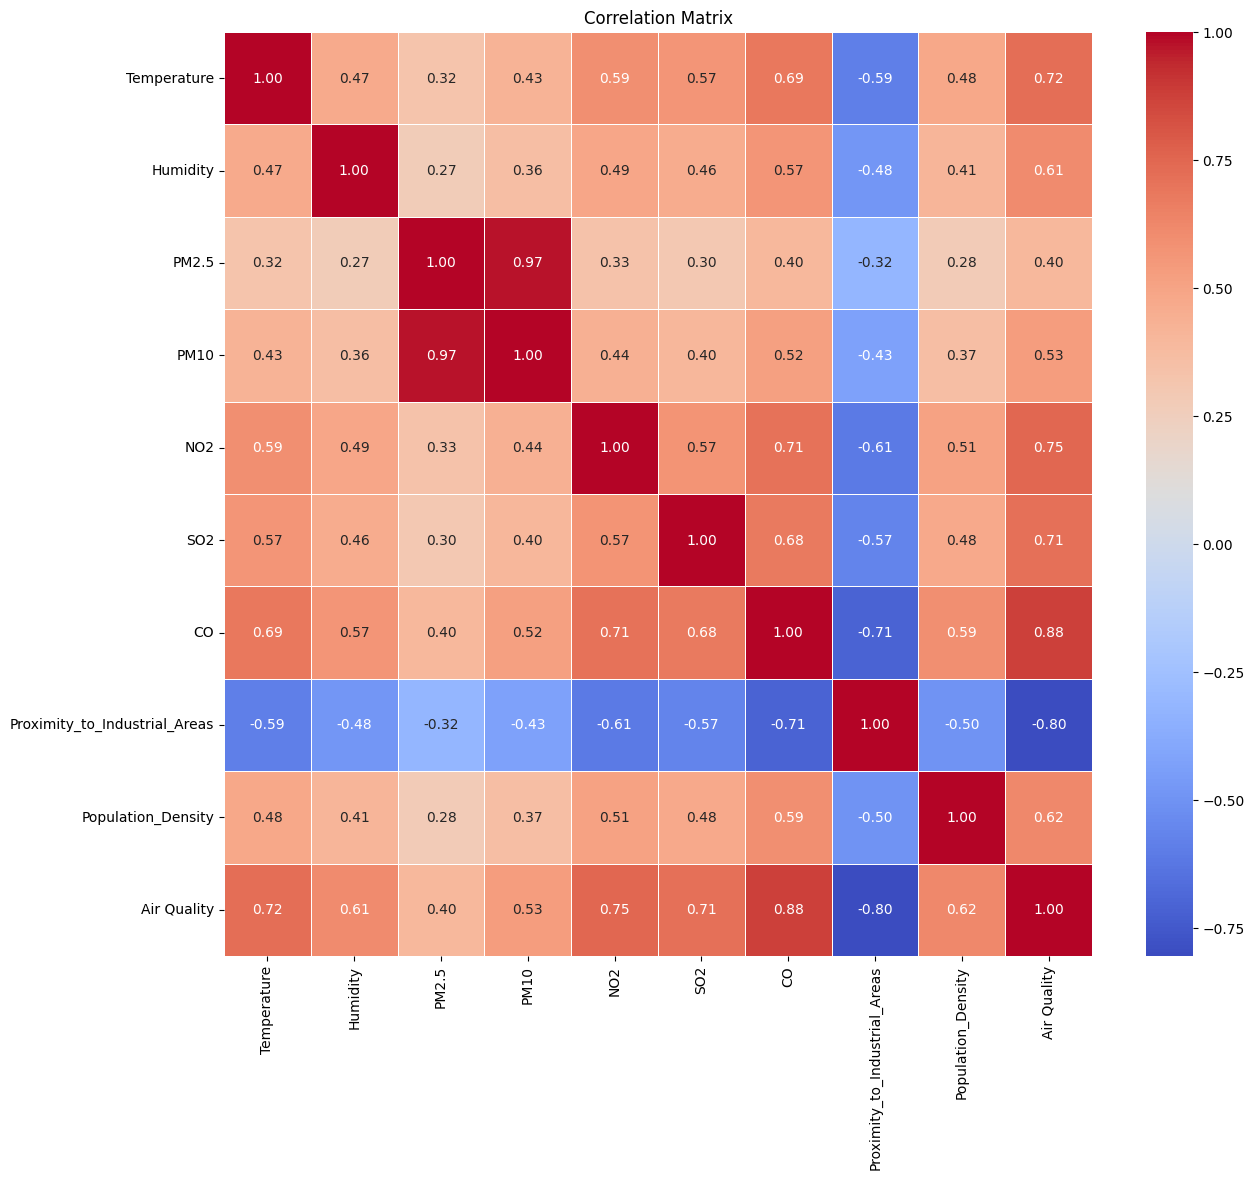 Correlation Matrix
Temperature 1.00 0.47 0.32 0.43 0.59 0.57 0.69 -0.59 0.48 0.72
Humidity 0.47 1.00 0.27 0.36 0.49 0.46 0.57 -0.48 0.41 0.61
PM2.5 0.32 0.27 1.00 0.97 0.33 0.30 0.40 -0.32 0.28 0.40
PM10 0.43 0.36 0.97 1.00 0.44 0.40 0.52 -0.43 0.37 0.53
NO2 0.59 0.49 0.33 0.44 1.00 0.57 0.71 -0.61 0.51 0.75
SO2 0.57 0.46 0.30 0.40 0.57 1.00 0.68 -0.57 0.48 0.71
CO 0.69 0.57 0.40 0.52 0.71 0.68 1.00 -0.71 0.59 0.88
Proximity_to_Industrial_Areas -0.59 -0.48 -0.32 -0.43 -0.61 -0.57 -0.71 1.00 -0.50 -0.80
Population_Density 0.48 0.41 0.28 0.37 0.51 0.48 0.59 -0.50 1.00 0.62
Air Quality 0.72 0.61 0.40 0.53 0.75 0.71 0.88 -0.80 0.62 1.00
Temperature
Humidity
PM2.5
PM10
NO2
SO2
CO
Proximity_to_Industrial_Areas
Population_Density
Air Quality
1.00
0.75
0.50
0.25
0.00
−0.25
−0.50
−0.75